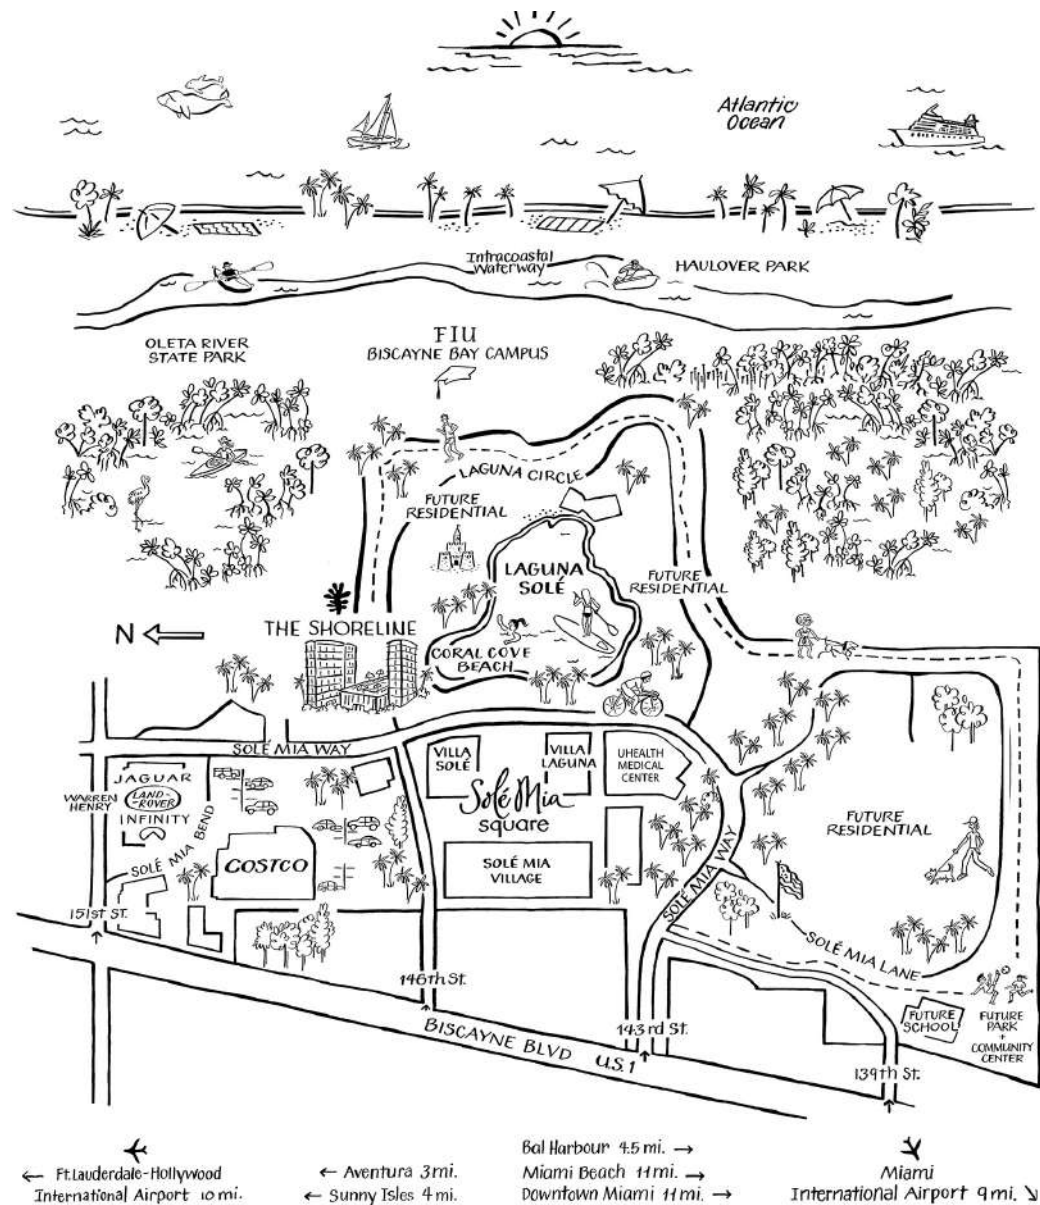 Atlantic
Ocean
Intracoastal
Waterway
HAULOVER PARK
OLETA RIVER
STATE PARK
FIU
BISCAYNE BAY CAMPUS
LAGUNA CIRCLE
FUTURE
RESIDENTIAL
LAGUNA
SOLÉ
FUTURE
RESIDENTIAL
N
THE SHORELINE
CORAL COVE
BEACH
SOLÉ MIA WAY
VILLA
SOLÉ
VILLA
LAGUNA
UHEALTH
MEDICAL
CENTER
JAGUAR
LAND-
ROVER
INFINITY
WARREN
HENRY
SOLÉ MIA BEND
COSTCO
Solé Mia
square
SOLÉ MIA
VILLAGE
FUTURE
RESIDENTIAL
SOLÉ MIA WAY
SOLÉ MIA LANE
151st ST.
146th St.
143rd St.
139th St.
BISCAYNE BLVD U.S. 1
FUTURE
SCHOOL
FUTURE
PARK
+
COMMUNITY
CENTER
← Ft. Lauderdale-Hollywood
International Airport 10 mi.
← Aventura 3 mi.
← Sunny Isles 4 mi.
Bal Harbour 4.5 mi. →
Miami Beach 11 mi. →
Downtown Miami 11 mi. →
Miami
International Airport 9 mi. ↘